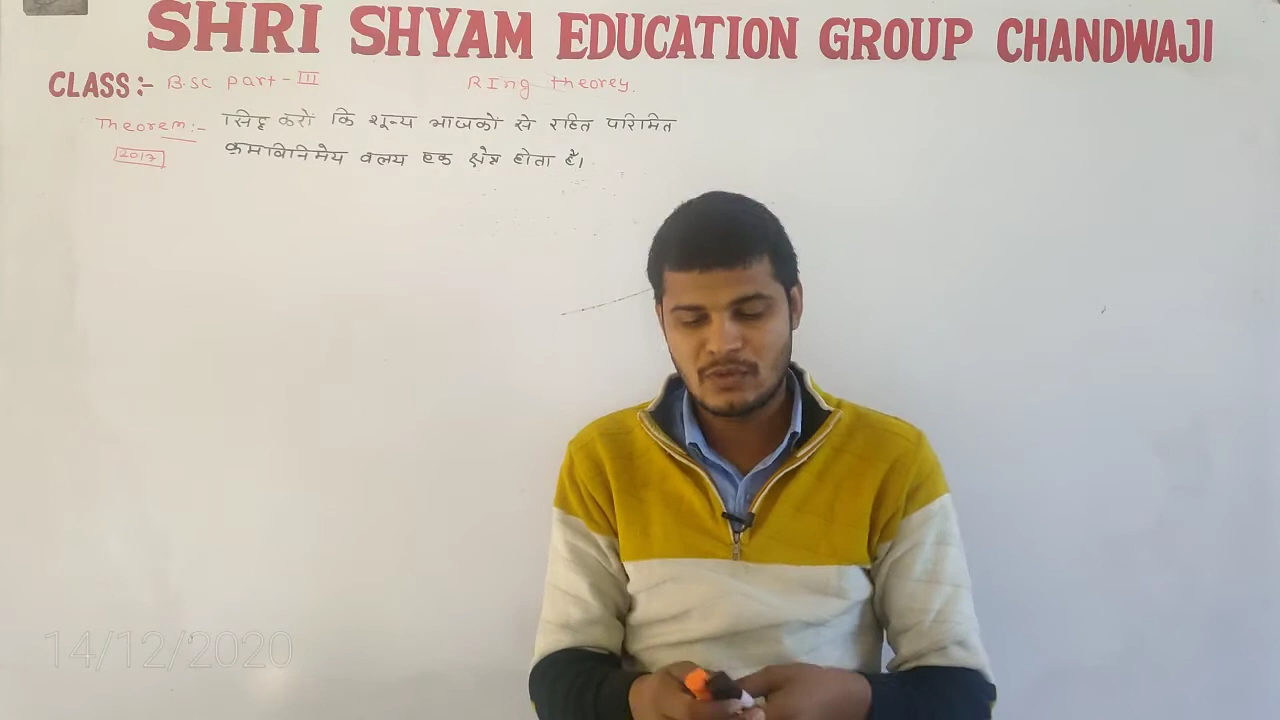 SHRI SHYAM EDUCATION GROUP CHANDWAJI
CLASS:- B.sc part-III RIng theorey.
Theorem:- सिद्ध करो कि शून्य भाजकों से रहित परिमित
2017 क्रमविनिमेय वलय एक क्षेत्र होता है।
14/12/2020